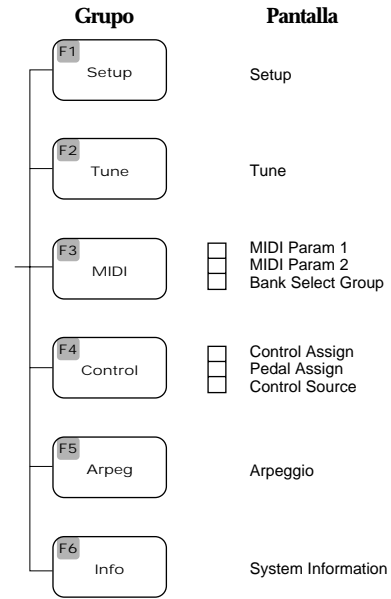 Grupo Pantalla
F1
Setup Setup
F2
Tune Tune
F3
MIDI
MIDI Param 1
MIDI Param 2
Bank Select Group
F4
Control
Control Assign
Pedal Assign
Control Source
F5
Arpeg Arpeggio
F6
Info System Information